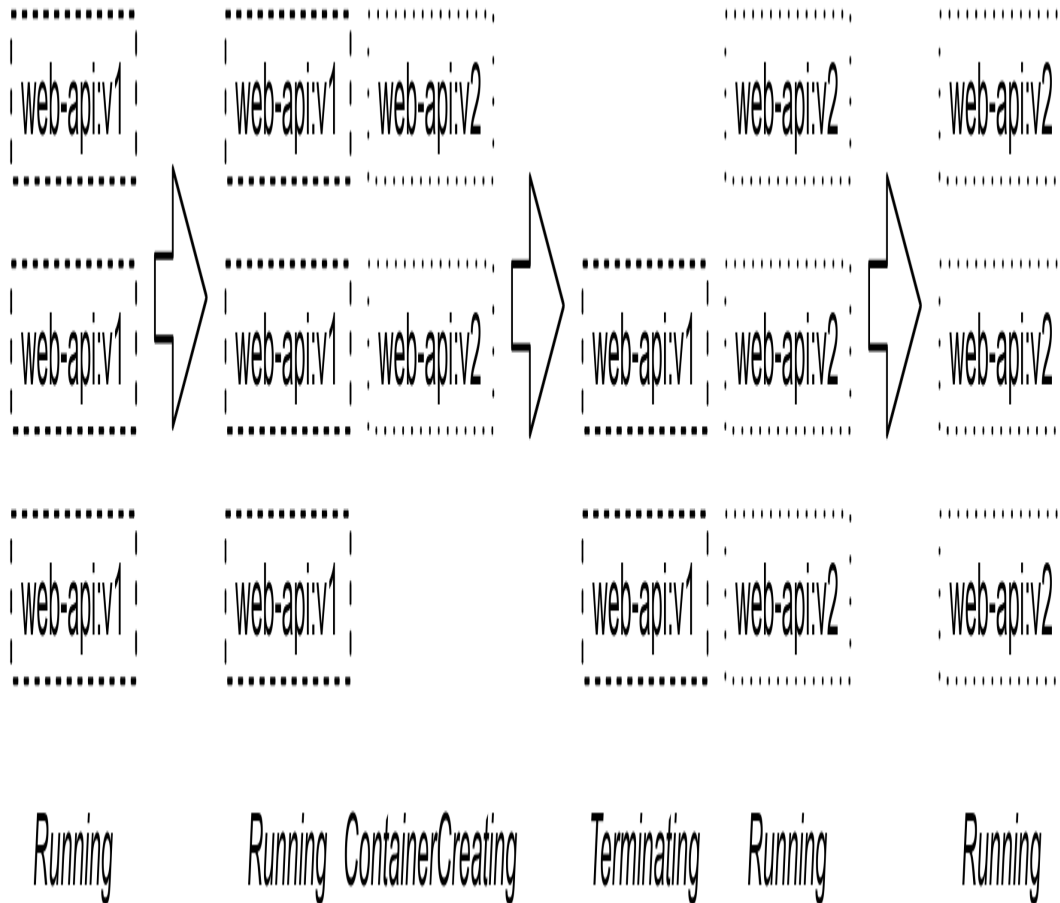 web-api:v1 web-api:v1 web-api:v2 web-api:v2 web-api:v2
web-api:v1 web-api:v1 web-api:v2 web-api:v1 web-api:v2 web-api:v2
web-api:v1 web-api:v1 web-api:v1 web-api:v2 web-api:v2
Running Running ContainerCreating Terminating Running Running